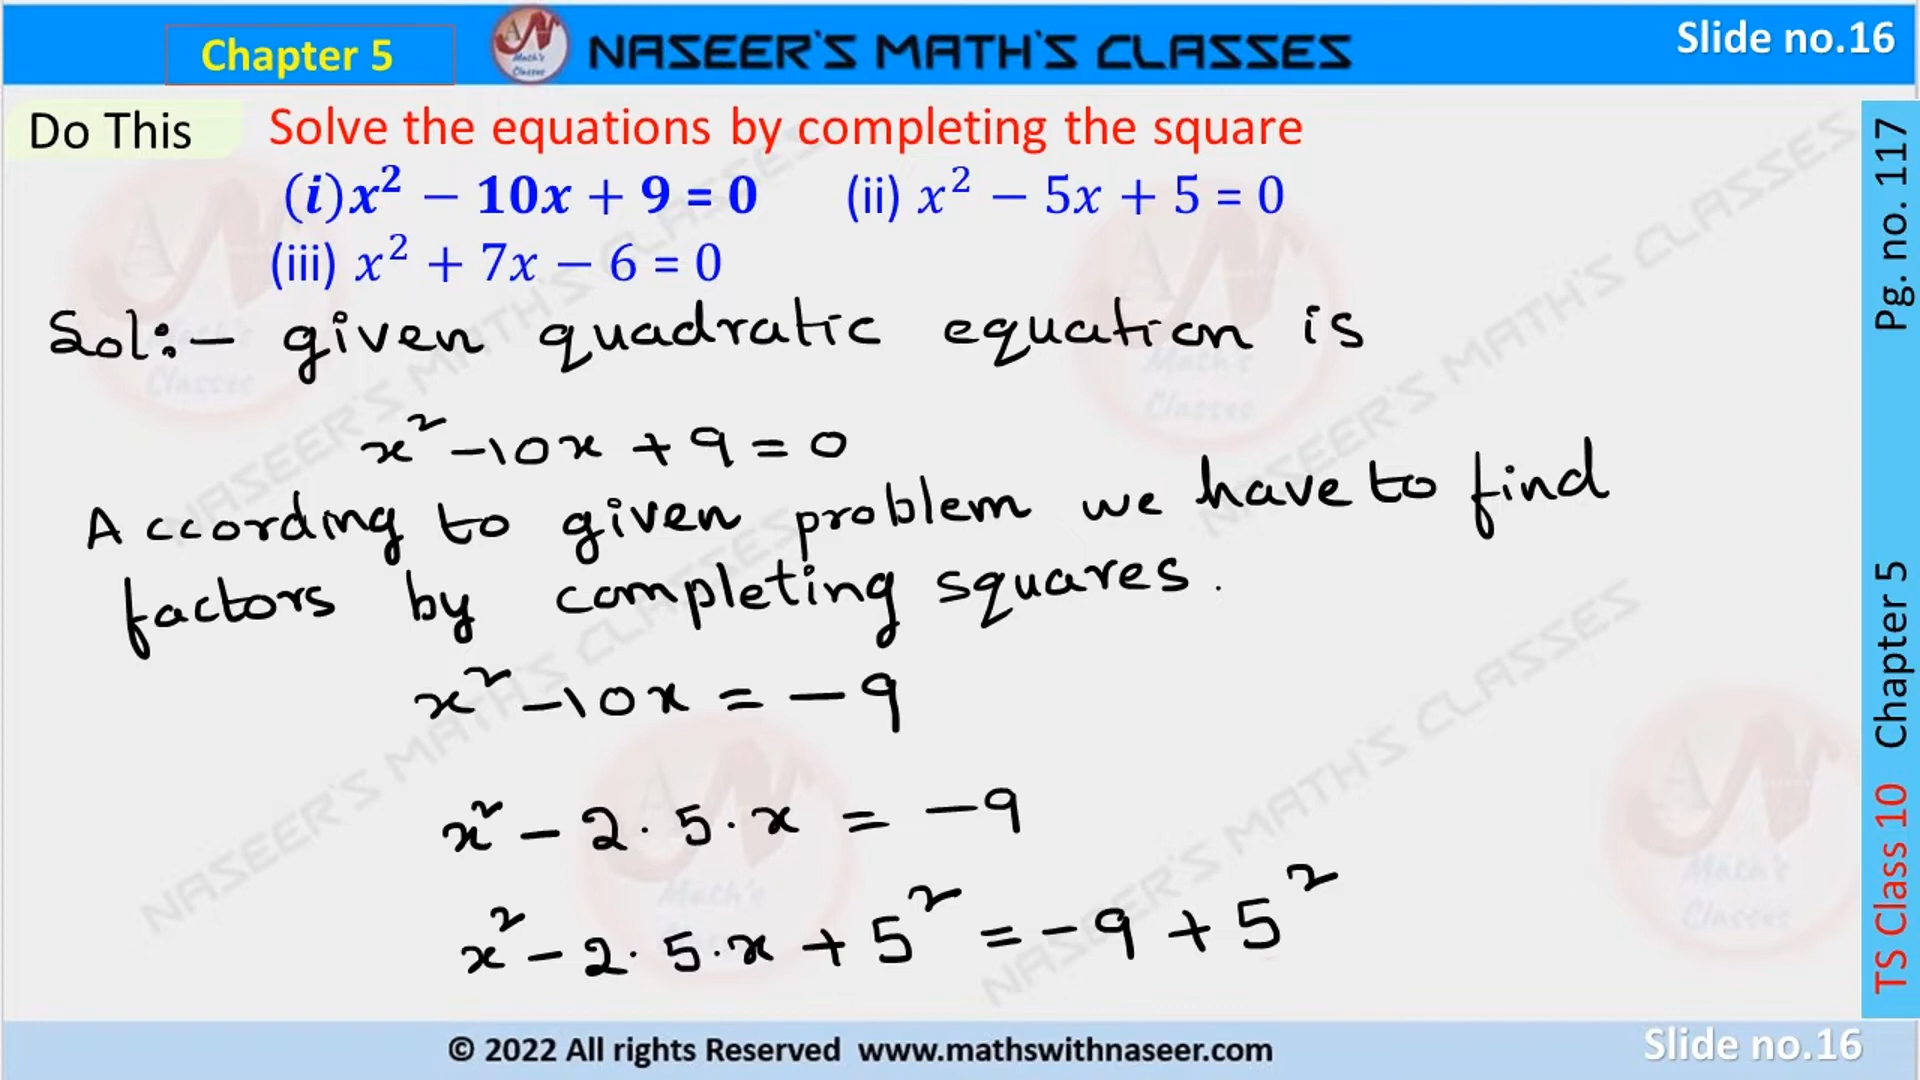 Chapter 5
NASEER'S MATH'S CLASSES
Slide no.16
Do This
Solve the equations by completing the square
(i) x² − 10x + 9 = 0 (ii) x² − 5x + 5 = 0
(iii) x² + 7x − 6 = 0
Sol:- given quadratic equation is
x² - 10x + 9 = 0
According to given problem we have to find
factors by completing squares.
x² - 10x = -9
x² - 2·5·x = -9
x² - 2·5·x + 5² = -9 + 5²
TS Class 10 Chapter 5 Pg. no. 117
© 2022 All rights Reserved www.mathswithnaseer.com
Slide no.16